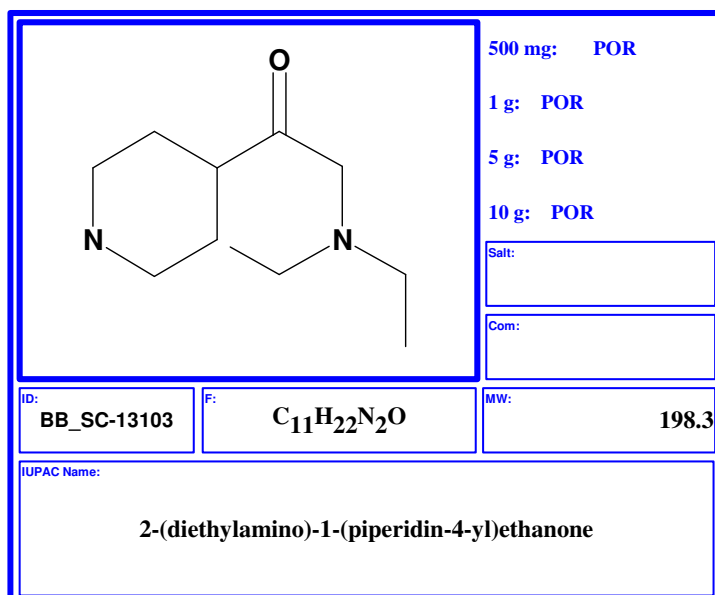 O
N
N
500 mg: POR
1 g: POR
5 g: POR
10 g: POR
Salt:
Com:
ID:
BB_SC-13103
F:
C11H22N2O
MW:
198.3
IUPAC Name:
2-(diethylamino)-1-(piperidin-4-yl)ethanone